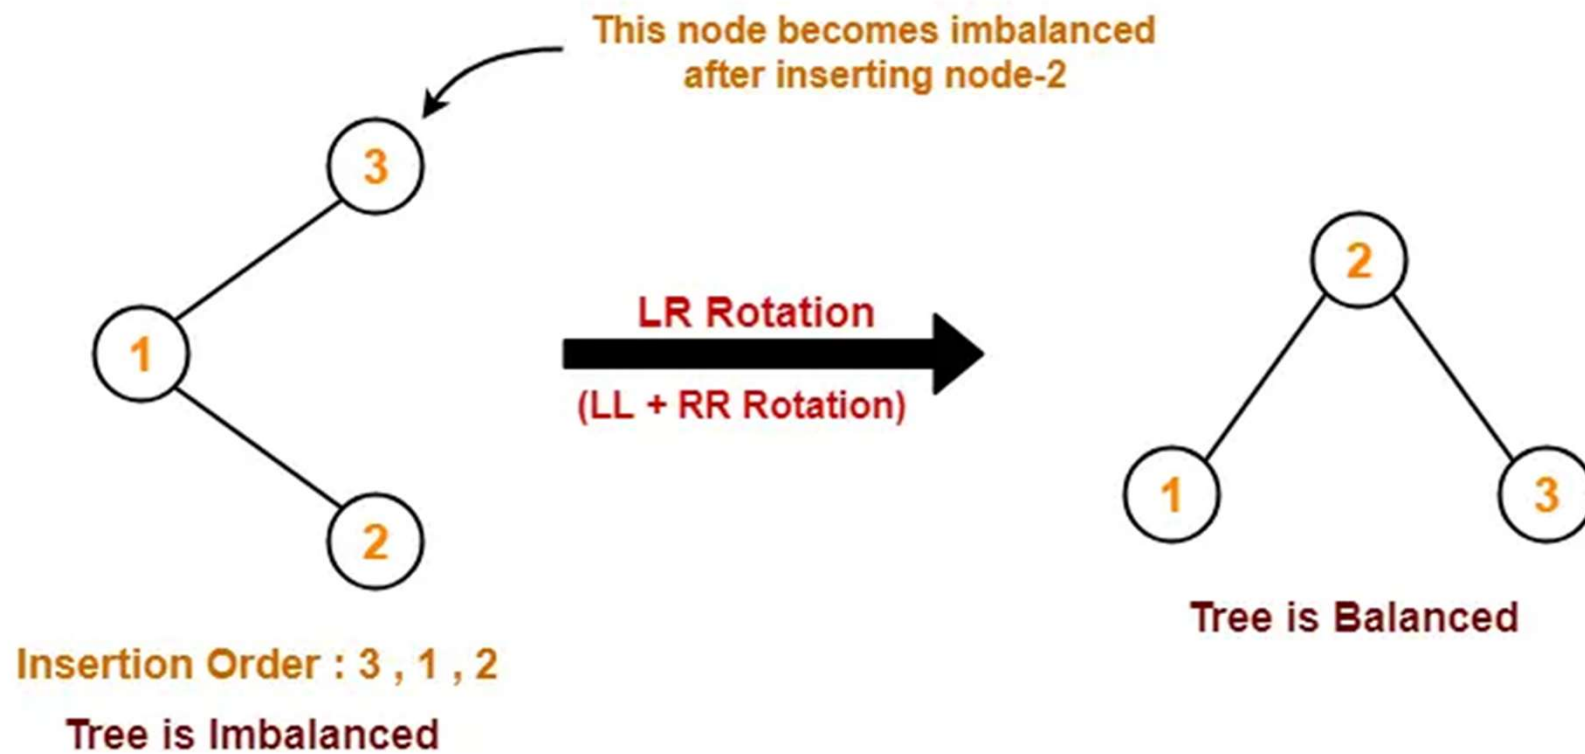 This node becomes imbalanced
after inserting node-2
3
1
2
LR Rotation
(LL + RR Rotation)
2
1
3
Tree is Balanced
Insertion Order : 3 , 1 , 2
Tree is Imbalanced